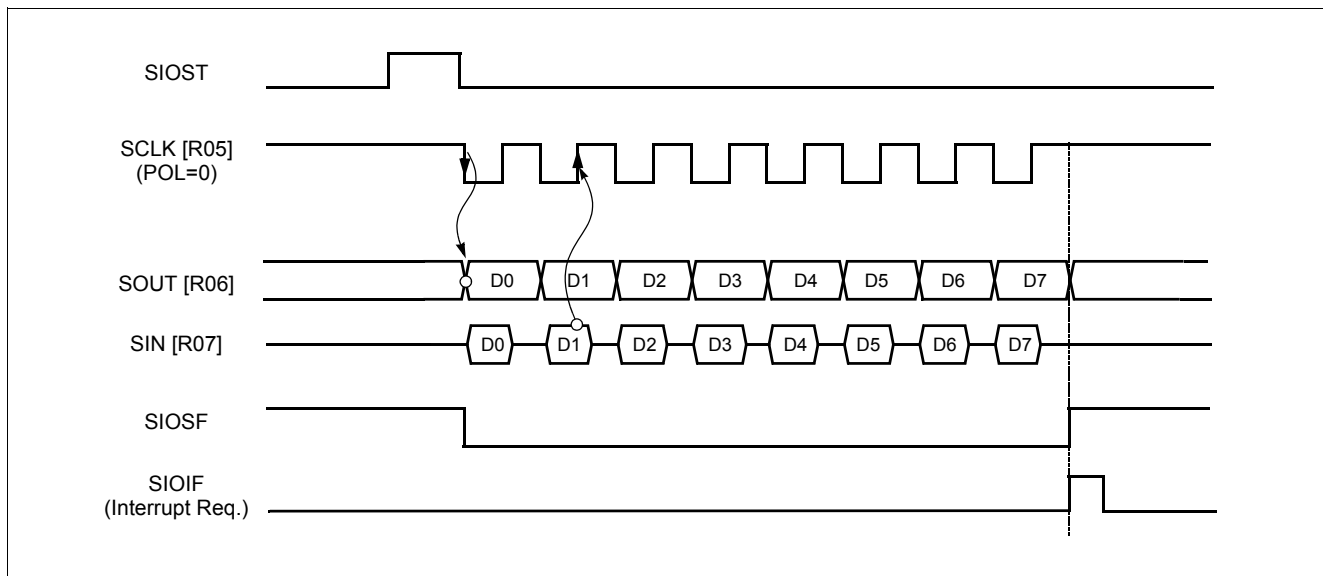 SIOST
SCLK [R05]
(POL=0)
SOUT [R06]
D0 D1 D2 D3 D4 D5 D6 D7
SIN [R07]
D0 D1 D2 D3 D4 D5 D6 D7
SIOSF
SIOIF
(Interrupt Req.)